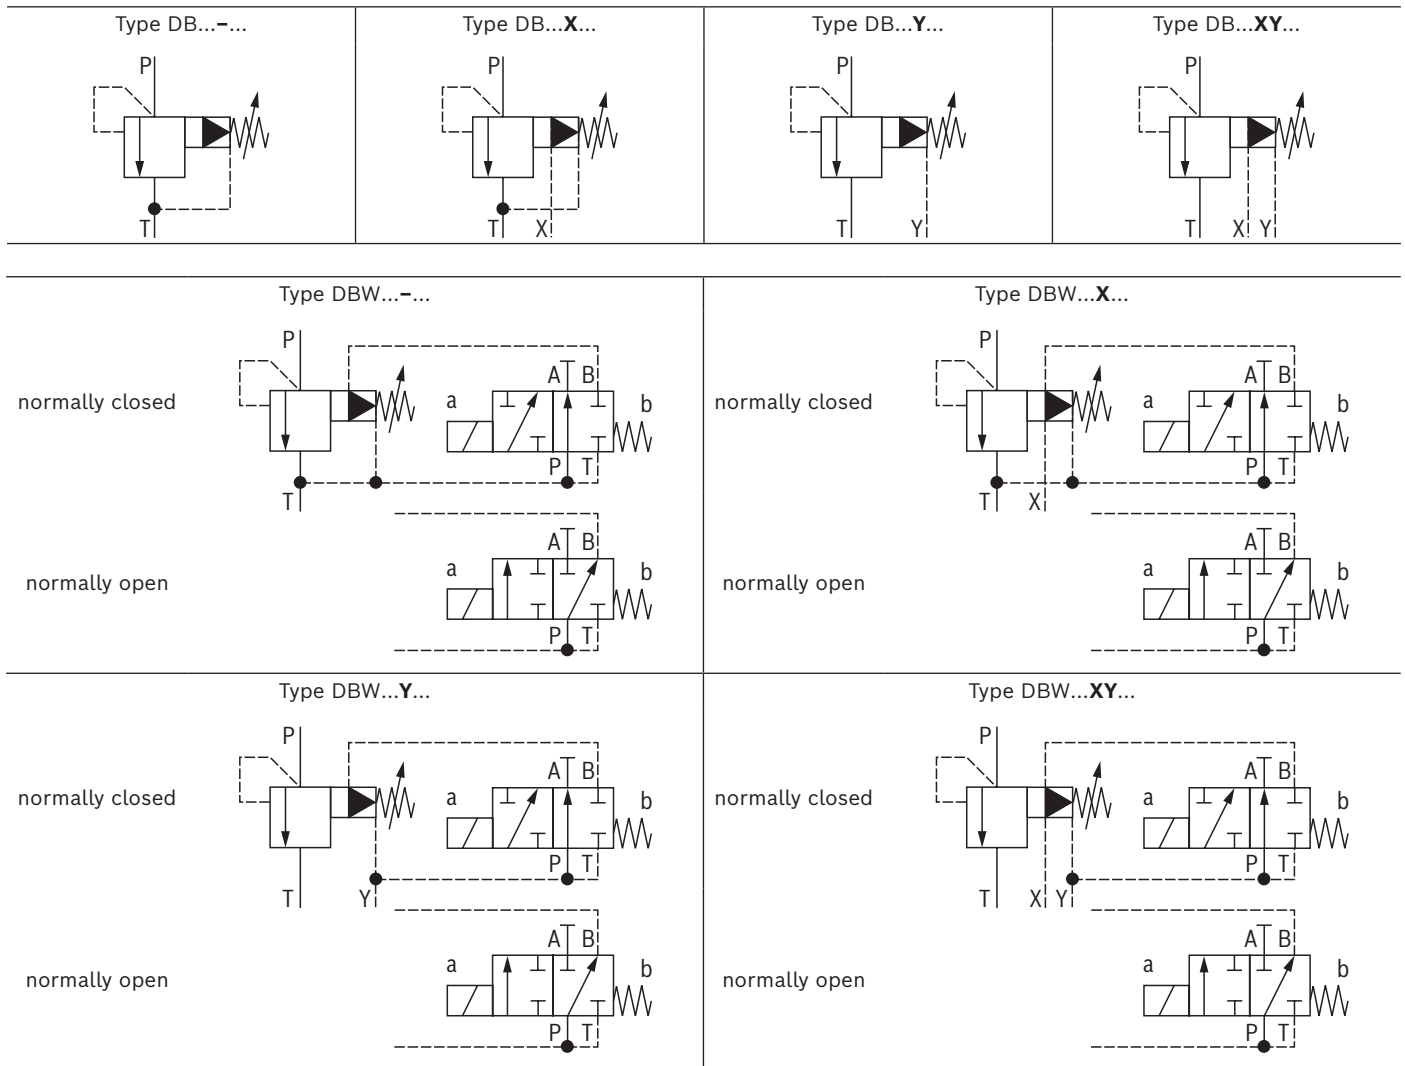 Type DB...–... Type DB...X... Type DB...Y... Type DB...XY...
P P P P
T T X T Y T X Y
Type DBW...–... Type DBW...X...
P P
A B A B
normally closed a b normally closed a b
P T P T
T T X
A B A B
a b a b
normally open normally open
P T P T
Type DBW...Y... Type DBW...XY...
P P
A B A B
normally closed a b normally closed a b
P T P T
T Y T X Y
A B A B
a b a b
normally open normally open
P T P T